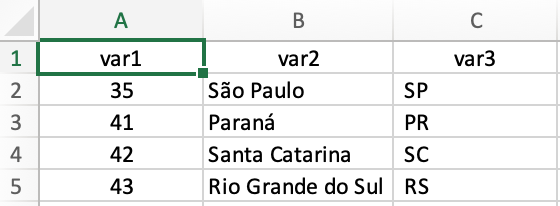 A B C
1 var1 var2 var3
2 35 São Paulo SP
3 41 Paraná PR
4 42 Santa Catarina SC
5 43 Rio Grande do Sul RS